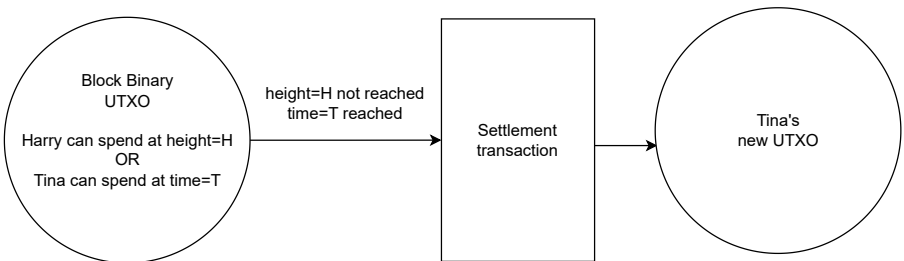 Block Binary
UTXO
Harry can spend at height=H
OR
Tina can spend at time=T
height=H not reached
time=T reached
Settlement
transaction
Tina's
new UTXO